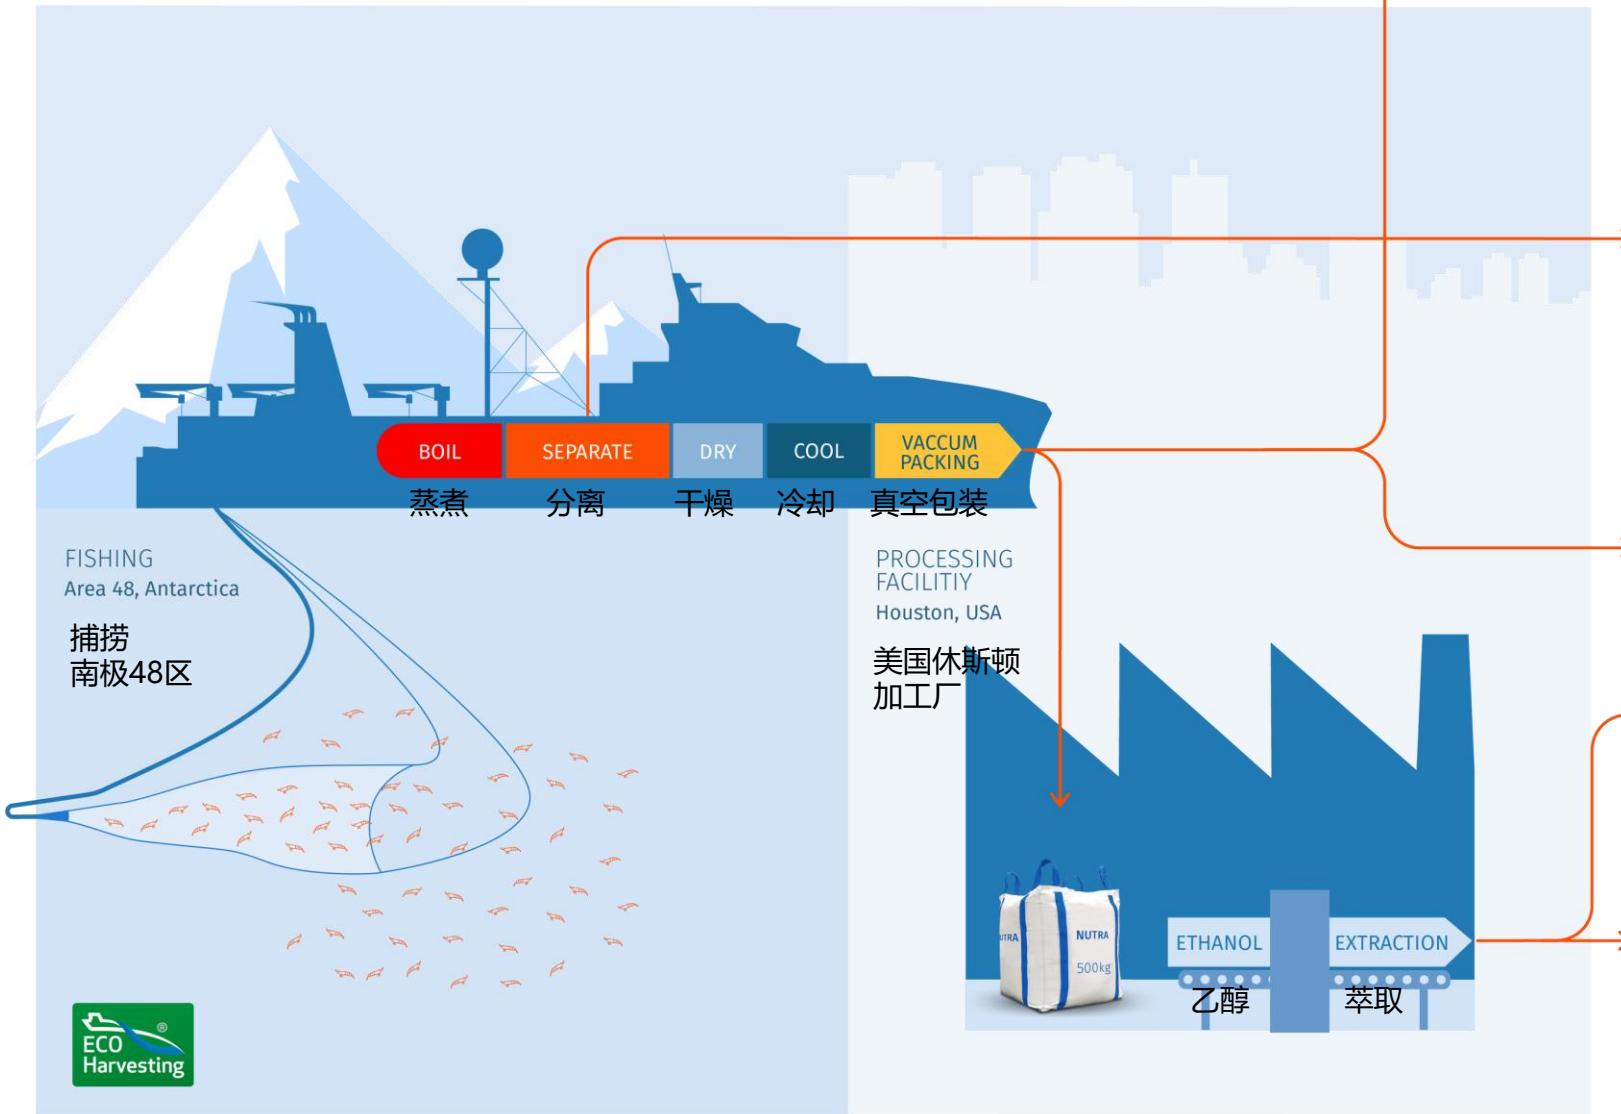 BOIL
SEPARATE
DRY
COOL
VACCUM
PACKING
蒸煮
分离
干燥
冷却
真空包装
FISHING
Area 48, Antarctica
捕捞
南极48区
PROCESSING
FACILITIY
Houston, USA
美国休斯顿
加工厂
UTRA
NUTRA
500kg
ETHANOL
EXTRACTION
乙醇
萃取
®
ECO
Harvesting